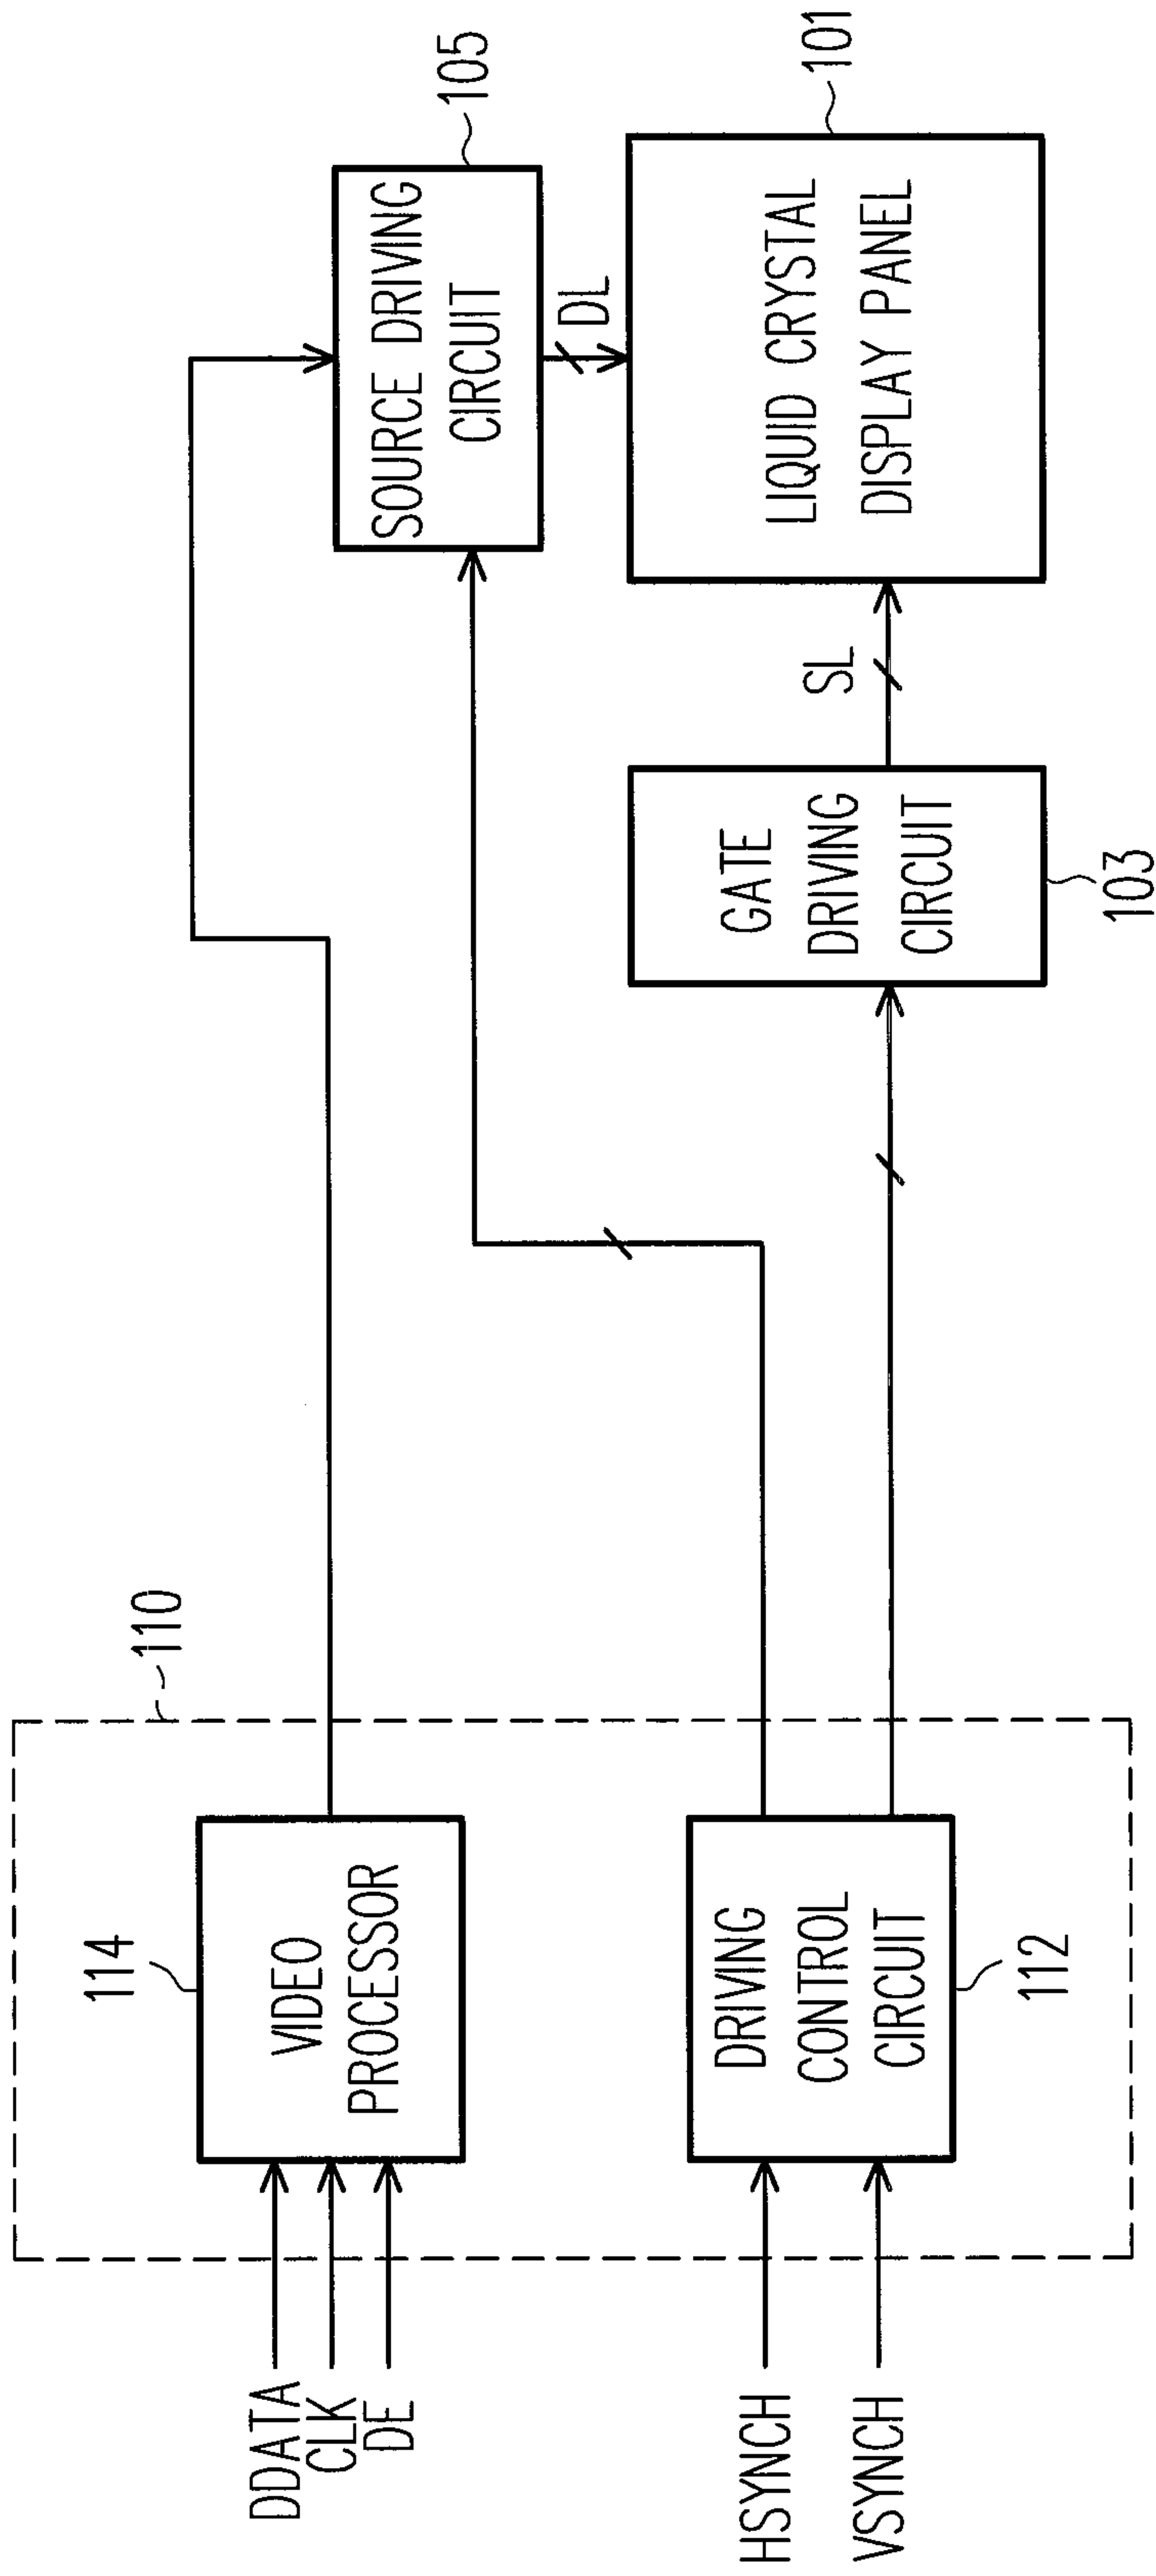 110
114
VIDEO
PROCESSOR
DDATA
CLK
DE
DRIVING
CONTROL
CIRCUIT
112
HSYNCH
VSYNCH
SOURCE DRIVING
CIRCUIT
105
DL
GATE
DRIVING
CIRCUIT
103
SL
LIQUID CRYSTAL
DISPLAY PANEL
101